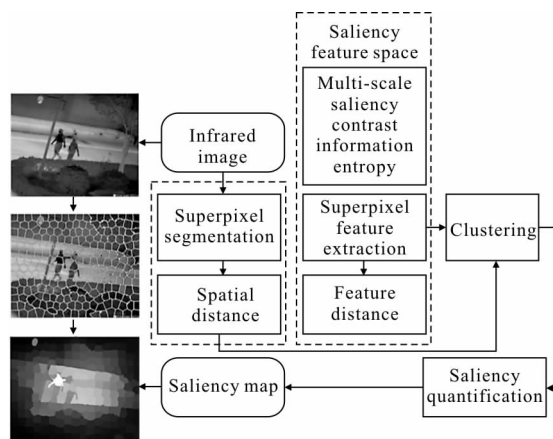 Saliency
feature space
Multi-scale
saliency
contrast
information
entropy
Infrared
image
Superpixel
segmentation
Superpixel
feature
extraction
Clustering
Spatial
distance
Feature
distance
Saliency map
Saliency
quantification